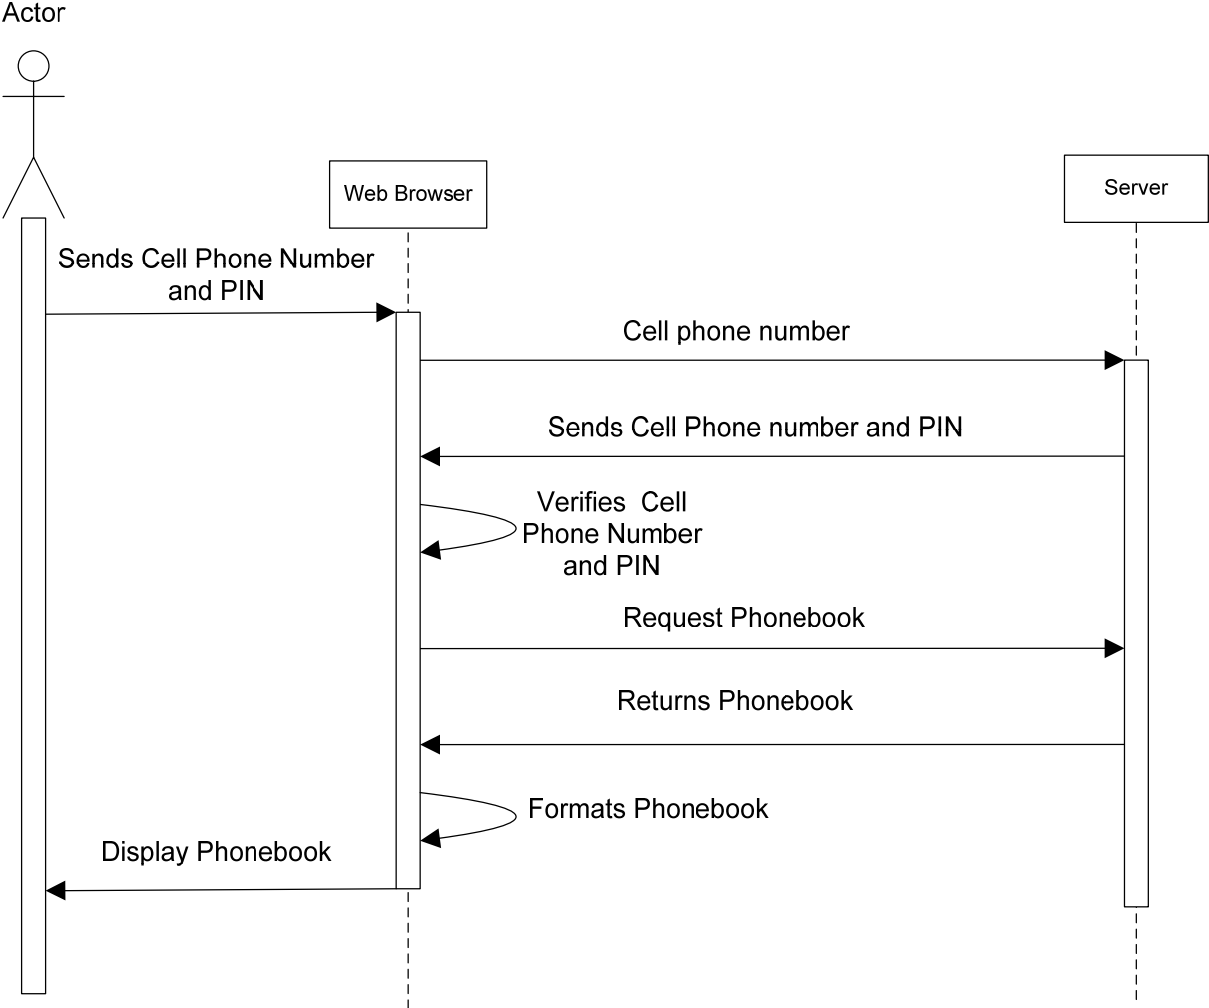 Actor
Web Browser
Server
Sends Cell Phone Number
and PIN
Cell phone number
Sends Cell Phone number and PIN
Verifies  Cell
Phone Number
and PIN
Request Phonebook
Returns Phonebook
Formats Phonebook
Display Phonebook